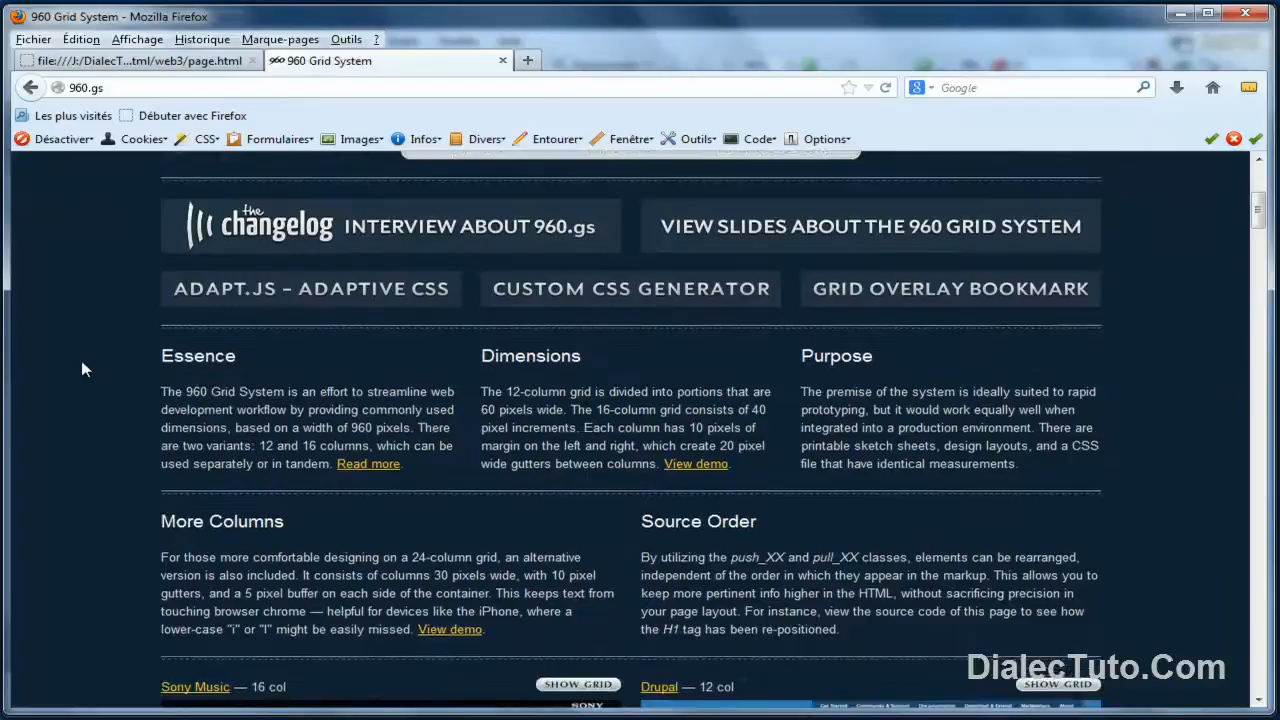 960 Grid System - Mozilla Firefox
Fichier Édition Affichage Historique Marque-pages Outils ?
file:///J:/DialecT...tml/web3/page.html 960 Grid System
960.gs Google
Les plus visités Débuter avec Firefox
Désactiver Cookies CSS Formulaires Images Infos Divers Entourer Fenêtre Outils Code Options
the changelog INTERVIEW ABOUT 960.gs VIEW SLIDES ABOUT THE 960 GRID SYSTEM
ADAPT.JS – ADAPTIVE CSS CUSTOM CSS GENERATOR GRID OVERLAY BOOKMARK
Essence
The 960 Grid System is an effort to streamline web
development workflow by providing commonly used
dimensions, based on a width of 960 pixels. There
are two variants: 12 and 16 columns, which can be
used separately or in tandem. Read more.
Dimensions
The 12-column grid is divided into portions that are
60 pixels wide. The 16-column grid consists of 40
pixel increments. Each column has 10 pixels of
margin on the left and right, which create 20 pixel
wide gutters between columns. View demo.
Purpose
The premise of the system is ideally suited to rapid
prototyping, but it would work equally well when
integrated into a production environment. There are
printable sketch sheets, design layouts, and a CSS
file that have identical measurements.
More Columns
For those more comfortable designing on a 24-column grid, an alternative
version is also included. It consists of columns 30 pixels wide, with 10 pixel
gutters, and a 5 pixel buffer on each side of the container. This keeps text from
touching browser chrome — helpful for devices like the iPhone, where a
lower-case "i" or "l" might be easily missed. View demo.
Source Order
By utilizing the push_XX and pull_XX classes, elements can be rearranged,
independent of the order in which they appear in the markup. This allows you to
keep more pertinent info higher in the HTML, without sacrificing precision in
your page layout. For instance, view the source code of this page to see how
the H1 tag has been re-positioned.
DialecTuto.Com
Sony Music — 16 col SHOW GRID Drupal — 12 col SHOW GRID
SONY Get Started Community & Support Documentation Download & Extend Marketplace About